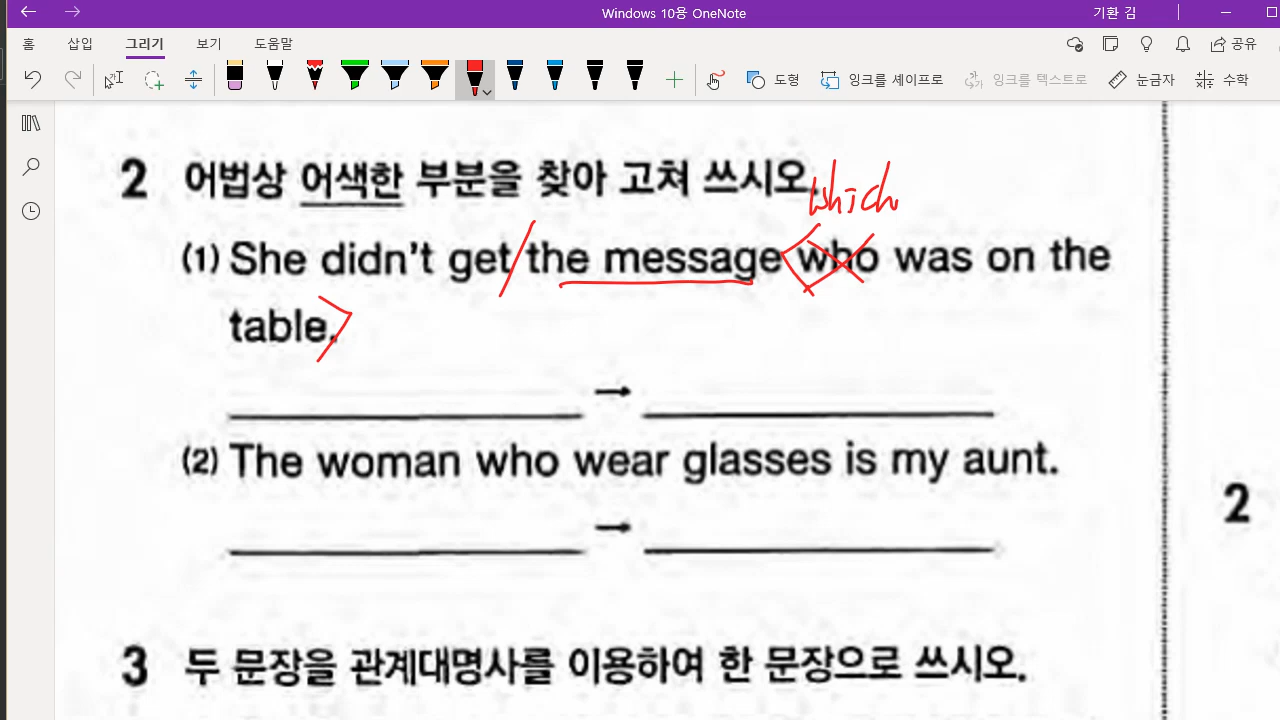 Windows 10용 OneNote
기환 김
홈 삽입 그리기 보기 도움말
공유
도형 잉크를 셰이프로 잉크를 텍스트로 눈금자 수학
2 어법상 어색한 부분을 찾아 고쳐 쓰시오.
which
(1) She didn't get the message who was on the
table.
→
(2) The woman who wear glasses is my aunt.
→
2
3 두 문장을 관계대명사를 이용하여 한 문장으로 쓰시오.